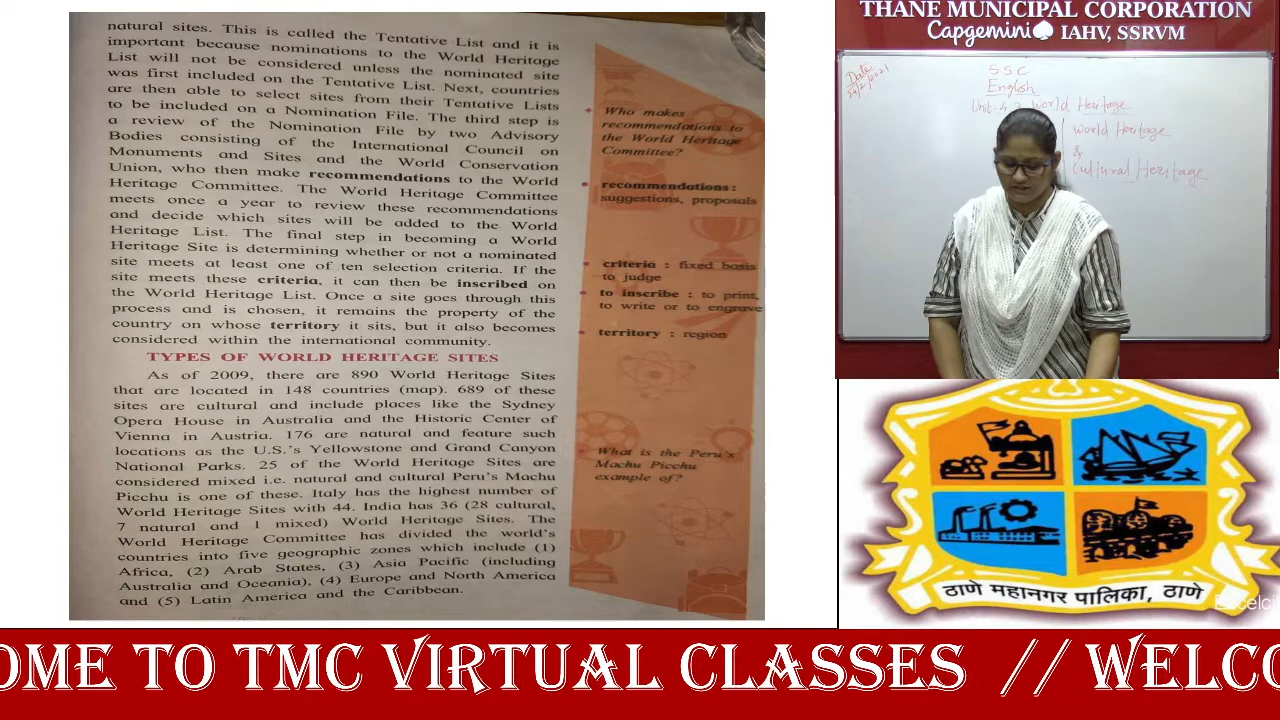 natural sites. This is called the Tentative List and it is
important because nominations to the World Heritage
List will not be considered unless the nominated site
was first included on the Tentative List. Next, countries
are then able to select sites from their Tentative Lists
to be included on a Nomination File. The third step is
a review of the Nomination File by two Advisory
Bodies consisting of the International Council on
Monuments and Sites and the World Conservation
Union, who then make recommendations to the World
Heritage Committee. The World Heritage Committee
meets once a year to review these recommendations
and decide which sites will be added to the World
Heritage List. The final step in becoming a World
Heritage Site is determining whether or not a nominated
site meets at least one of ten selection criteria. If the
site meets these criteria, it can then be inscribed on
the World Heritage List. Once a site goes through this
process and is chosen, it remains the property of the
country on whose territory it sits, but it also becomes
considered within the international community.
TYPES OF WORLD HERITAGE SITES
As of 2009, there are 890 World Heritage Sites
that are located in 148 countries (map). 689 of these
sites are cultural and include places like the Sydney
Opera House in Australia and the Historic Center of
Vienna in Austria. 176 are natural and feature such
locations as the U.S.'s Yellowstone and Grand Canyon
National Parks. 25 of the World Heritage Sites are
considered mixed i.e. natural and cultural Peru's Machu
Picchu is one of these. Italy has the highest number of
World Heritage Sites with 44. India has 36 (28 cultural,
7 natural and 1 mixed) World Heritage Sites. The
World Heritage Committee has divided the world's
countries into five geographic zones which include (1)
Africa, (2) Arab States, (3) Asia Pacific (including
Australia and Oceania), (4) Europe and North America
and (5) Latin America and the Caribbean.
Who makes
recommendations to
the World Heritage
Committee?
recommendations :
suggestions, proposals
criteria : fixed basis
to judge
to inscribe : to print,
to write or to engrave
territory : region
What is the Peru's
Machu Picchu
example of?
THANE MUNICIPAL CORPORATION
Capgemini IAHV, SSRVM
Date
SSC
English
Unit-4.3 World Heritage
World Heritage
&
Cultural Heritage
ठाणे महानगर पालिका, ठाणे
OME TO TMC VIRTUAL CLASSES // WELCO